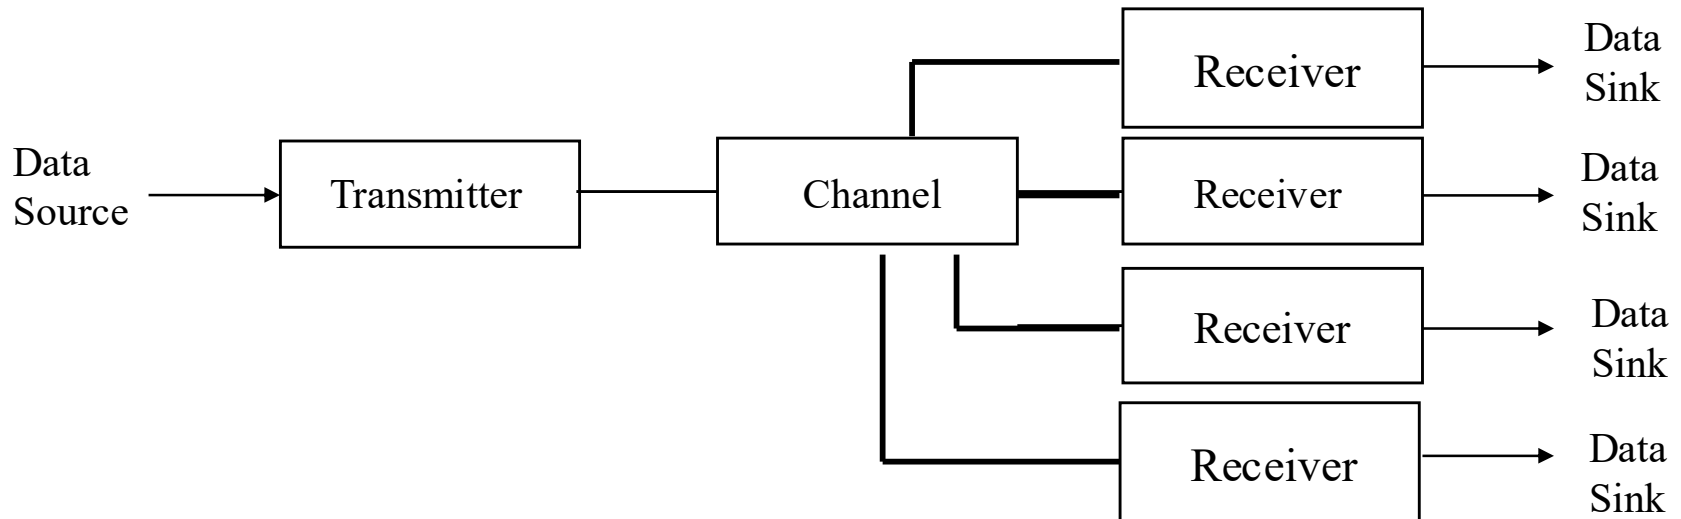 Data
Source
Transmitter
Channel
Receiver
Data
Sink
Receiver
Data
Sink
Receiver
Data
Sink
Receiver
Data
Sink